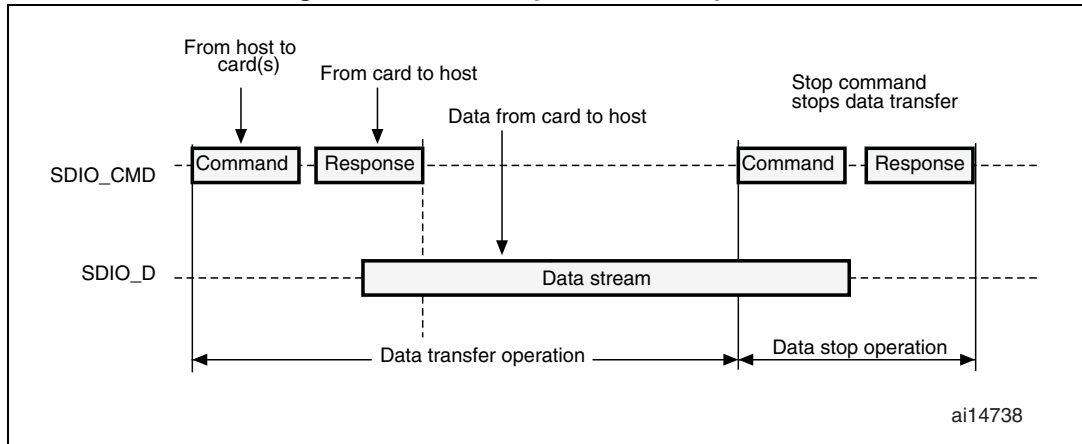 From host to
card(s)
From card to host
Data from card to host
Stop command
stops data transfer
SDIO_CMD
Command
Response
Command
Response
SDIO_D
Data stream
Data transfer operation
Data stop operation
ai14738